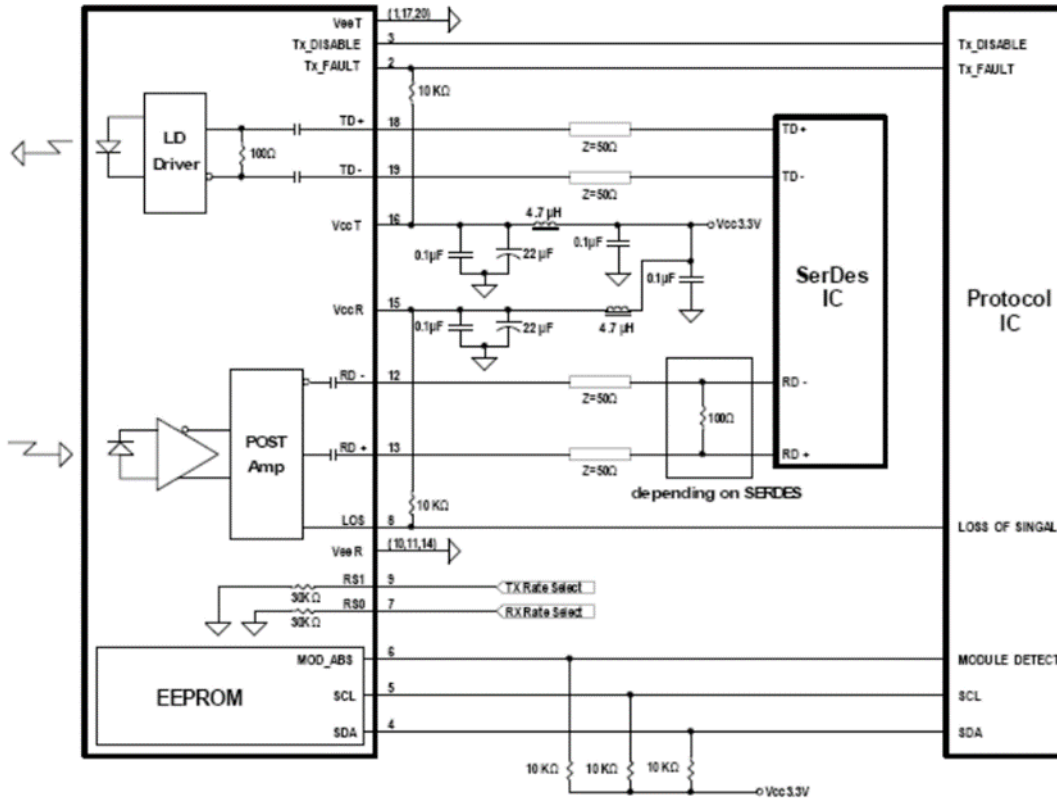 VeeT (1,17,20)
Tx_DISABLE 3 Tx_DISABLE
Tx_FAULT 2 Tx_FAULT
10 KΩ
LD
Driver
100Ω
TD+ 18 Z=50Ω TD+
TD- 19 Z=50Ω TD-
VccT 16 4.7 µH Vcc3.3V
0.1µF 22 µF 0.1µF 0.1µF
SerDes
IC
Protocol
IC
VccR 15
0.1µF 22 µF 4.7 µH
RD - 12 Z=50Ω RD -
100Ω
POST
Amp
RD + 13 Z=50Ω RD +
depending on SERDES
10 KΩ
LOS 8 LOSS OF SINGAL
VeeR (10,11,14)
RS1 9 TX Rate Select
30KΩ
RS0 7 RX Rate Select
30KΩ
EEPROM
MOD_ABS 6 MODULE DETECT
SCL 5 SCL
SDA 4 SDA
10 KΩ 10 KΩ 10 KΩ
Vcc3.3V